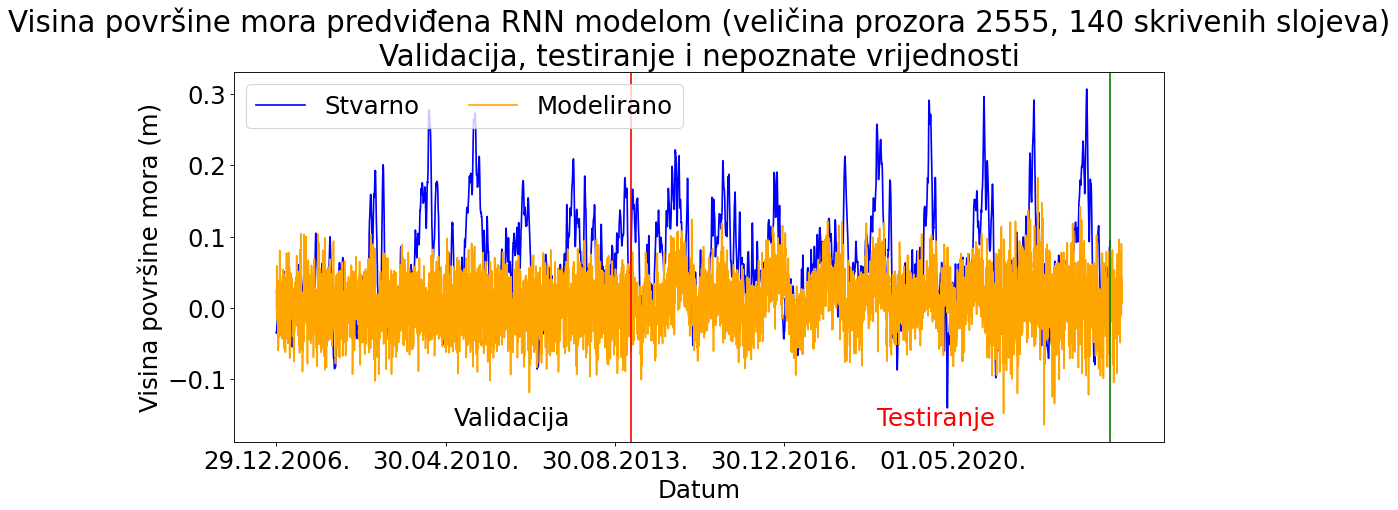 Visina površine mora predviđena RNN modelom (veličina prozora 2555, 140 skrivenih slojeva)
Validacija, testiranje i nepoznate vrijednosti
Stvarno
Modelirano
Visina površine mora (m)
0.3
0.2
0.1
0.0
−0.1
Validacija
Testiranje
29.12.2006.
30.04.2010.
30.08.2013.
30.12.2016.
01.05.2020.
Datum